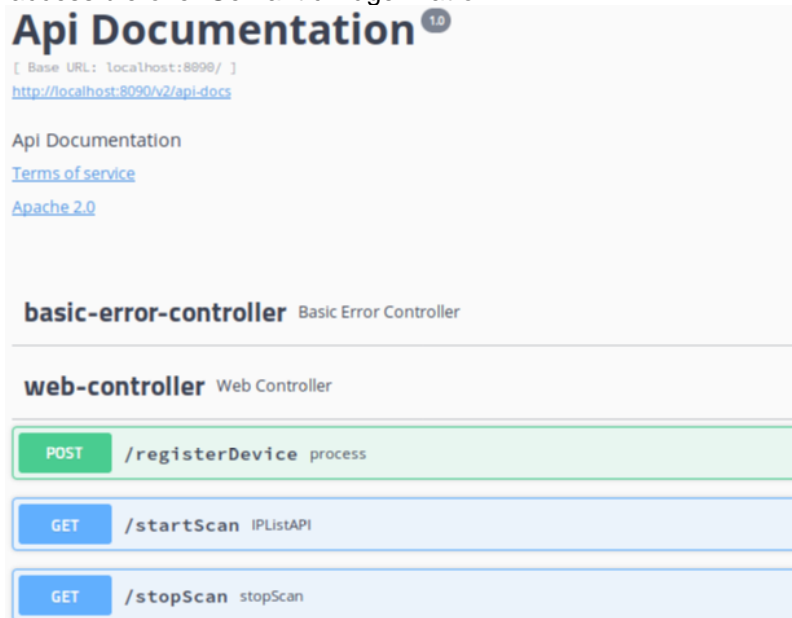 Api Documentation 1.0
[ Base URL: localhost:8090/ ]
http://localhost:8090/v2/api-docs
Api Documentation
Terms of service
Apache 2.0
basic-error-controller Basic Error Controller
web-controller Web Controller
POST /registerDevice process
GET /startScan IPListAPI
GET /stopScan stopScan